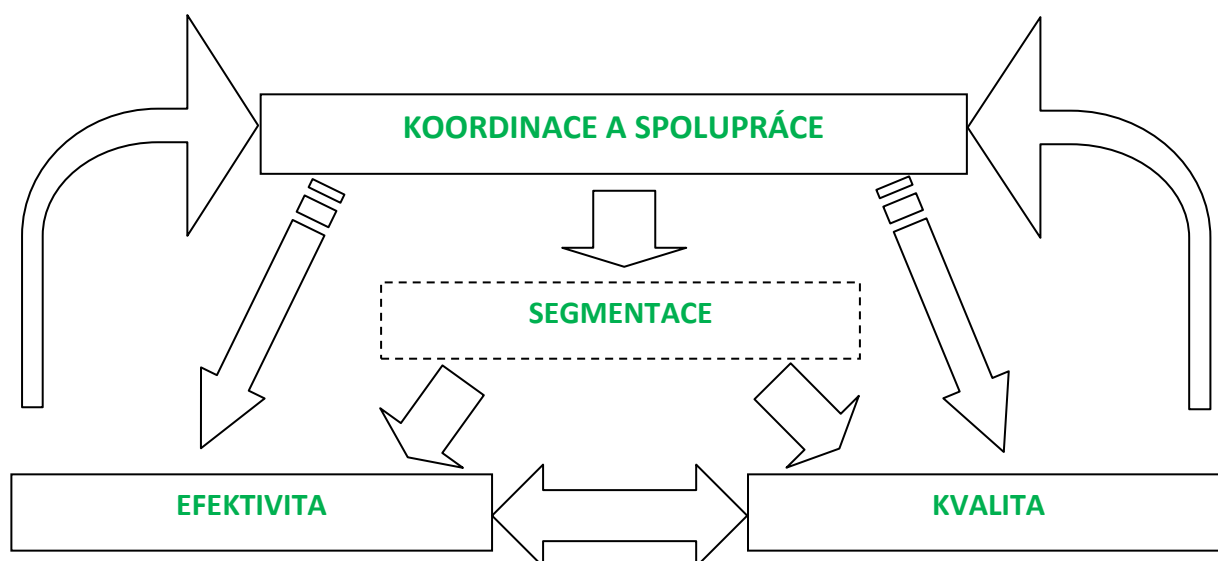 KOORDINACE A SPOLUPRÁCE
SEGMENTACE
EFEKTIVITA
KVALITA